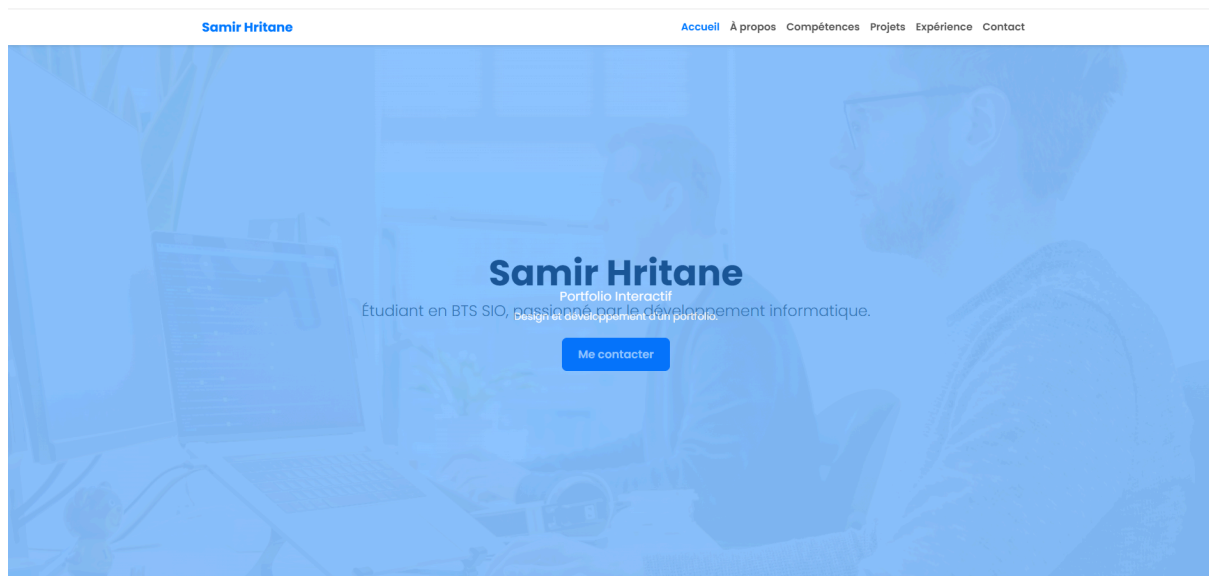 Samir Hritane
Accueil À propos Compétences Projets Expérience Contact
Samir Hritane
Portfolio Interactif
Étudiant en BTS SIO, passionné par le développement informatique.
Design et développement d'un portfolio.
Me contacter